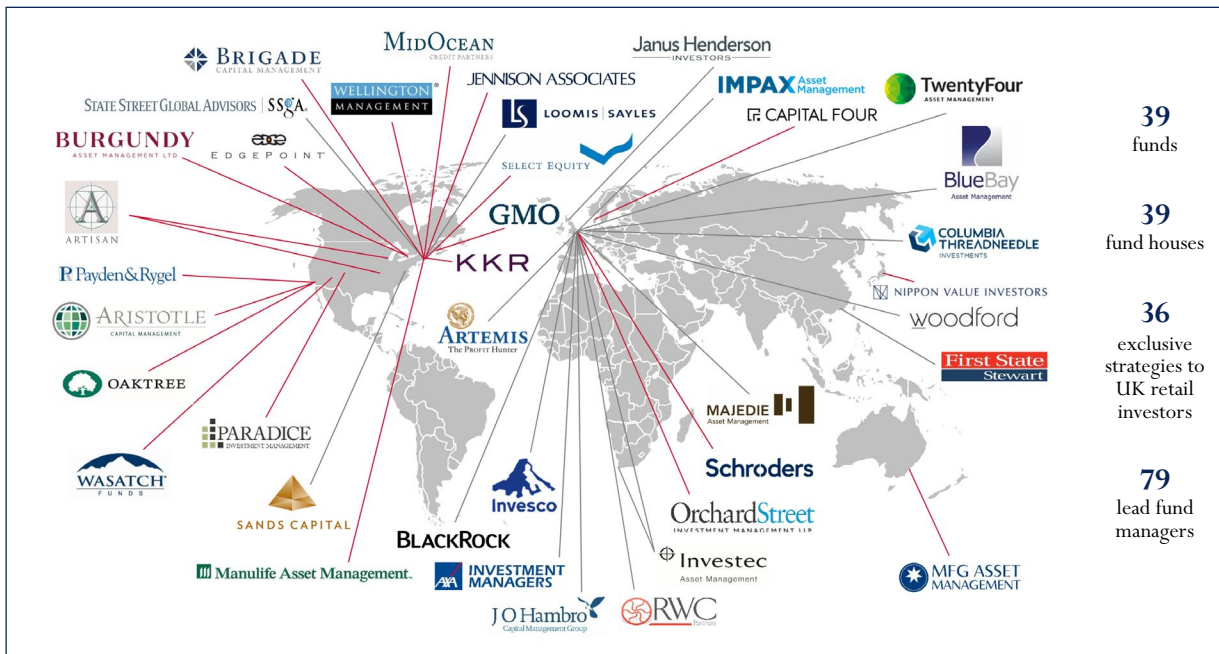 BRIGADE
CAPITAL MANAGEMENT
MIDOCEAN
CREDIT PARTNERS
Janus Henderson
INVESTORS
JENNISON ASSOCIATES
IMPAX Asset
Management
TwentyFour
ASSET MANAGEMENT
WELLINGTON
MANAGEMENT®
STATE STREET GLOBAL ADVISORS | SSGA.
LS LOOMIS | SAYLES
CAPITAL FOUR
BURGUNDY
ASSET MANAGEMENT LTD.
edge
EDGEPOINT
SELECT EQUITY
BlueBay
Asset Management
A
ARTISAN
GMO
KKR
COLUMBIA
THREADNEEDLE
INVESTMENTS
Payden&Rygel
NIPPON VALUE INVESTORS
ARISTOTLE
CAPITAL MANAGEMENT
ARTEMIS
The PROFIT Hunter
woodford
OAKTREE
First State
Stewart
PARADICE
INVESTMENT MANAGEMENT
MAJEDIE
Asset Management
WASATCH®
FUNDS
SANDS CAPITAL
Invesco
Schroders
OrchardStreet
INVESTMENT MANAGEMENT LLP
BLACKROCK
Investec
Asset Management
Manulife Asset Management™
AXA INVESTMENT
MANAGERS
MFG ASSET
MANAGEMENT
J O Hambro
Capital Management Group
RWC
Partners
39
funds
39
fund houses
36
exclusive
strategies to
UK retail
investors
79
lead fund
managers